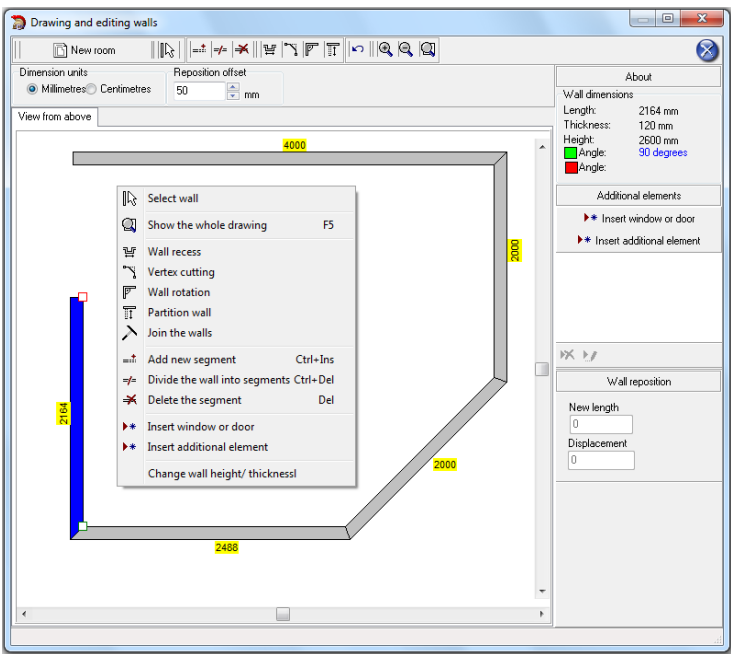 Drawing and editing walls
New room
Dimension units
Millimetres
Centimetres
Reposition offset
50
mm
View from above
4000
2000
2164
2000
2488
Select wall
Show the whole drawing F5
Wall recess
Vertex cutting
Wall rotation
Partition wall
Join the walls
Add new segment Ctrl+Ins
Divide the wall into segments Ctrl+Del
Delete the segment Del
Insert window or door
Insert additional element
Change wall height/ thicknessl
About
Wall dimensions
Length: 2164 mm
Thickness: 120 mm
Height: 2600 mm
Angle: 90 degrees
Angle:
Additional elements
Insert window or door
Insert additional element
Wall reposition
New length
0
Displacement
0